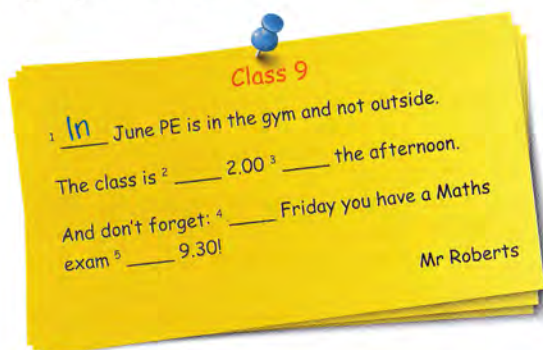 Class 9
1 In June PE is in the gym and not outside.
The class is 2 ____ 2.00 3 ____ the afternoon.
And don't forget: 4 ____ Friday you have a Maths
exam 5 ____ 9.30!
Mr Roberts